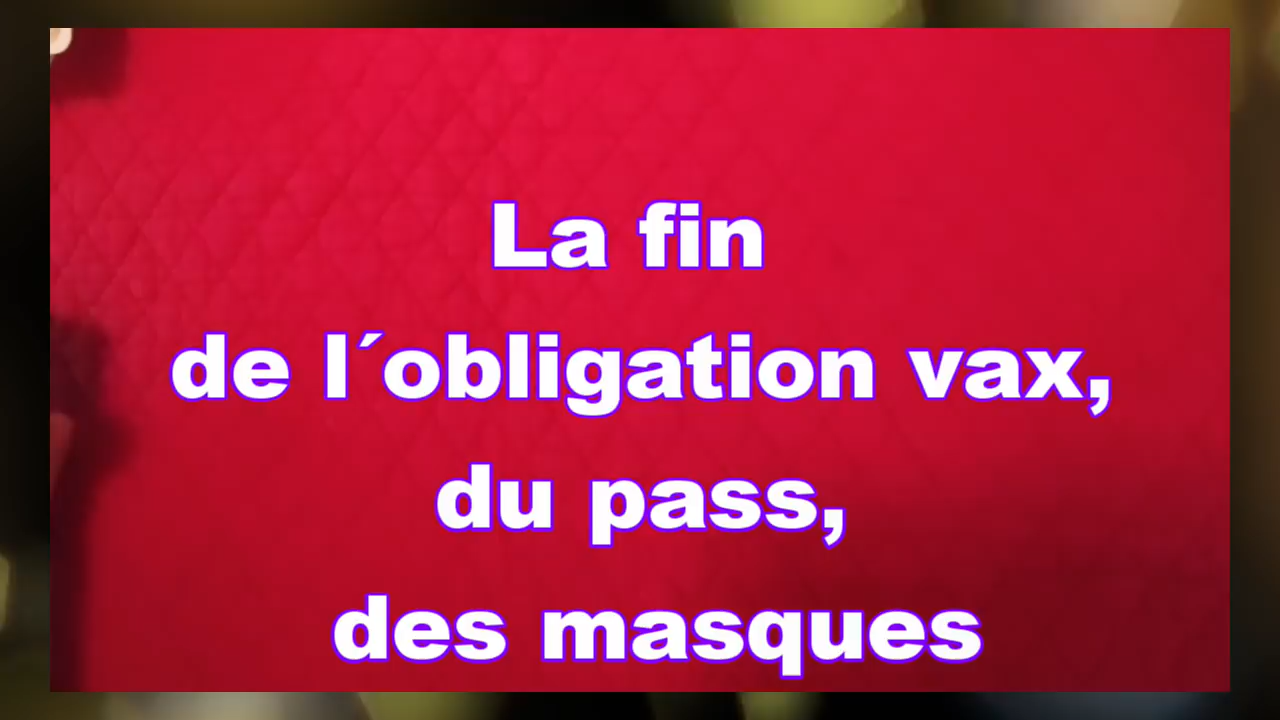 La fin
de l´obligation vax,
du pass,
des masques